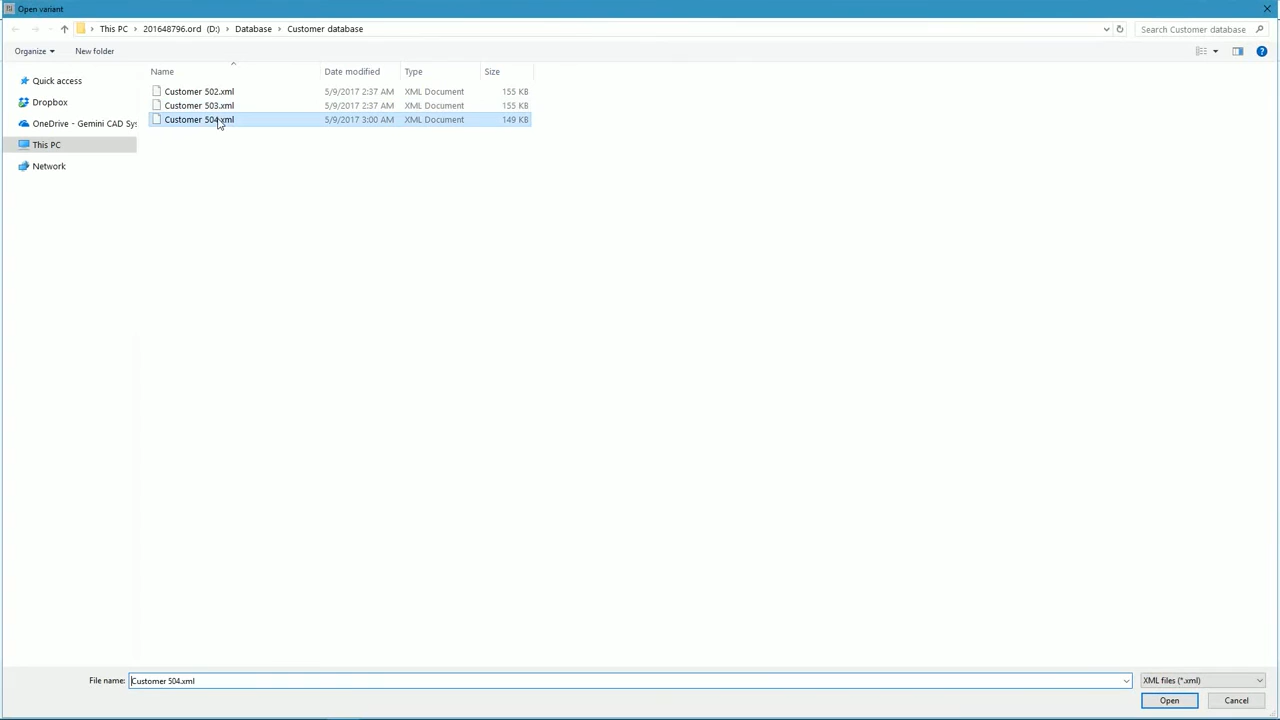 Open variant
This PC > 201648796.ord (D:) > Database > Customer database
Search Customer database
Organize
New folder
Name Date modified Type Size
Customer 502.xml 5/9/2017 2:37 AM XML Document 155 KB
Customer 503.xml 5/9/2017 2:37 AM XML Document 155 KB
Customer 504.xml 5/9/2017 3:00 AM XML Document 149 KB
Quick access
Dropbox
OneDrive - Gemini CAD Sys
This PC
Network
File name: Customer 504.xml
XML files (*.xml)
Open
Cancel